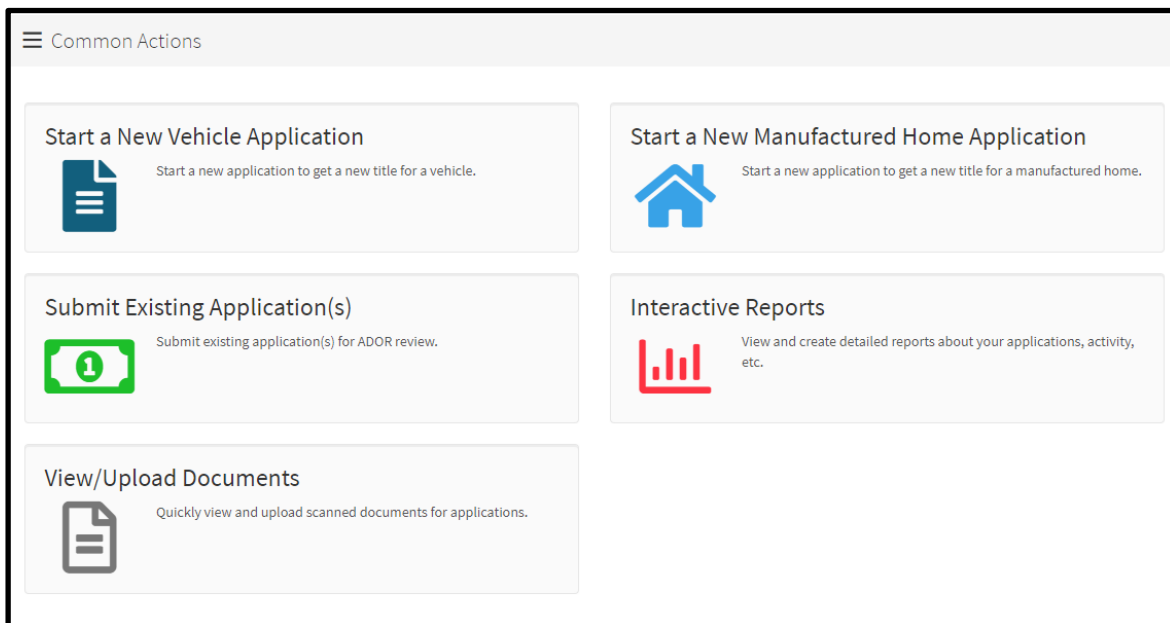 Common Actions
Start a New Vehicle Application
Start a new application to get a new title for a vehicle.
Start a New Manufactured Home Application
Start a new application to get a new title for a manufactured home.
Submit Existing Application(s)
Submit existing application(s) for ADOR review.
1
Interactive Reports
View and create detailed reports about your applications, activity,
etc.
View/Upload Documents
Quickly view and upload scanned documents for applications.